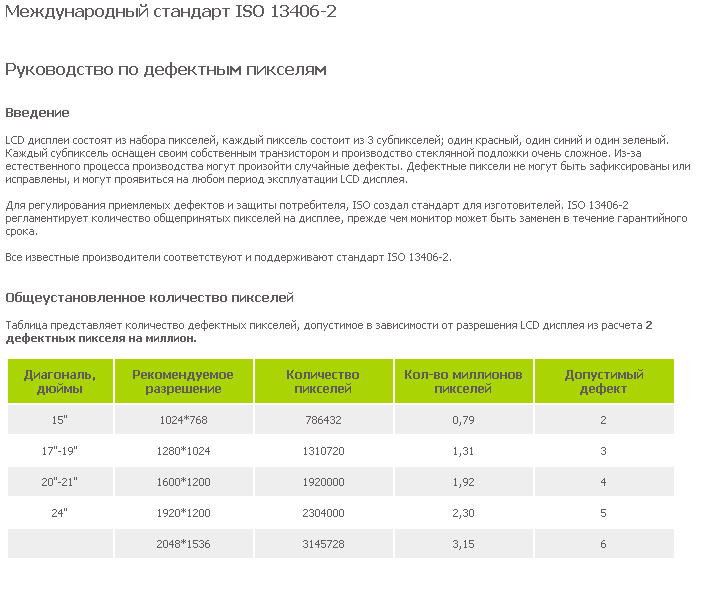 Международный стандарт ISO 13406-2
Руководство по дефектным пикселям
Введение
LCD дисплеи состоят из набора пикселей, каждый пиксель состоит из 3 субпикселей; один красный, один синий и один зеленый.
Каждый субпиксель оснащен своим собственным транзистором и производство стеклянной подложки очень сложное. Из-за
естественного процесса производства могут произойти случайные дефекты. Дефектные пиксели не могут быть зафиксированы или
исправлены, и могут проявиться на любом период эксплуатации LCD дисплея.
Для регулирования приемлемых дефектов и защиты потребителя, ISO создал стандарт для изготовителей. ISO 13406-2
регламентирует количество общепринятых пикселей на дисплее, прежде чем монитор может быть заменен в течение гарантийного
срока.
Все известные производители соответствуют и поддерживают стандарт ISO 13406-2.
Общеустановленное количество пикселей
Таблица представляет количество дефектных пикселей, допустимое в зависимости от разрешения LCD дисплея из расчета 2
дефектных пикселя на миллион.
Диагональ, дюймы Рекомендуемое разрешение Количество пикселей Кол-во миллионов пикселей Допустимый дефект
15" 1024*768 786432 0,79 2
17"-19" 1280*1024 1310720 1,31 3
20"-21" 1600*1200 1920000 1,92 4
24" 1920*1200 2304000 2,30 5
2048*1536 3145728 3,15 6